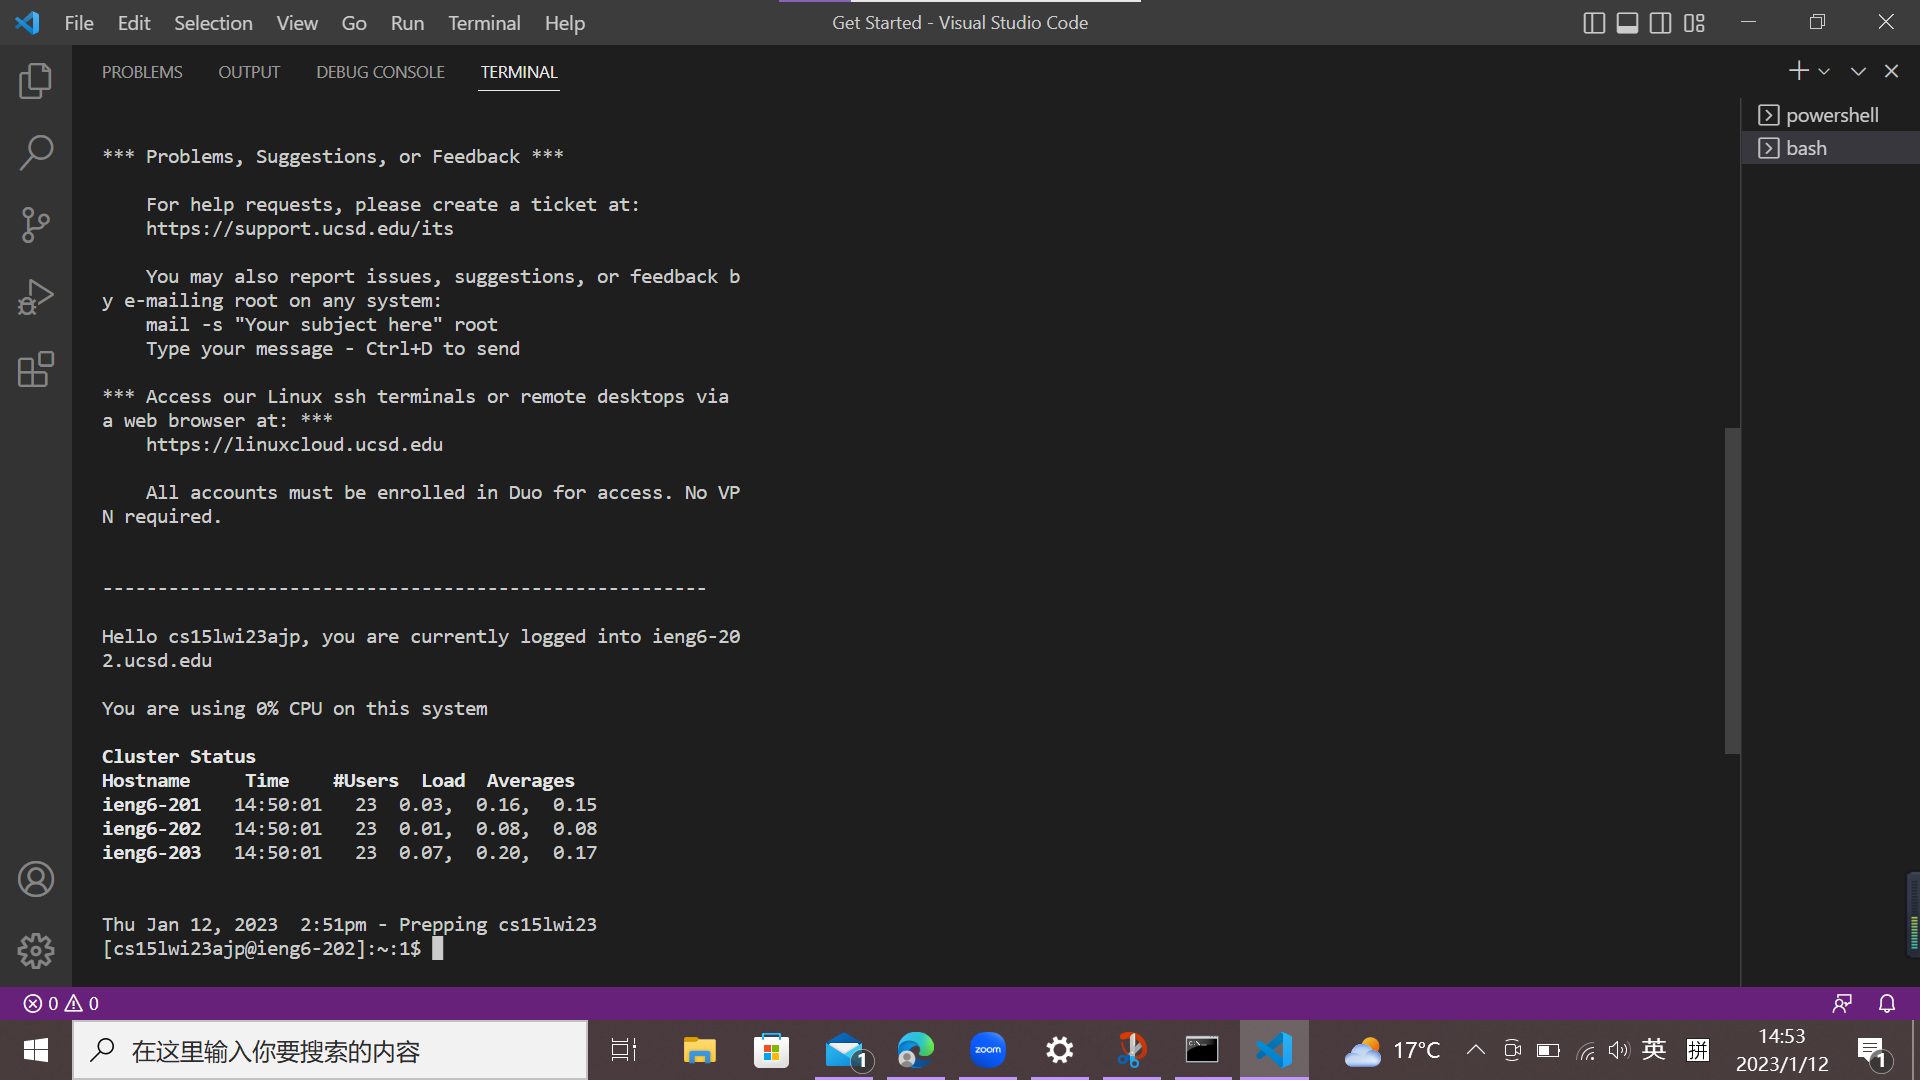 File Edit Selection View Go Run Terminal Help
Get Started - Visual Studio Code
PROBLEMS OUTPUT DEBUG CONSOLE TERMINAL
powershell
bash
*** Problems, Suggestions, or Feedback ***
For help requests, please create a ticket at:
https://support.ucsd.edu/its
You may also report issues, suggestions, or feedback b
y e-mailing root on any system:
mail -s "Your subject here" root
Type your message - Ctrl+D to send
*** Access our Linux ssh terminals or remote desktops via
a web browser at: ***
https://linuxcloud.ucsd.edu
All accounts must be enrolled in Duo for access. No VP
N required.
-------------------------------------------------------
Hello cs15lwi23ajp, you are currently logged into ieng6-20
2.ucsd.edu
You are using 0% CPU on this system
Cluster Status
Hostname Time #Users Load Averages
ieng6-201 14:50:01 23 0.03, 0.16, 0.15
ieng6-202 14:50:01 23 0.01, 0.08, 0.08
ieng6-203 14:50:01 23 0.07, 0.20, 0.17
Thu Jan 12, 2023 2:51pm - Prepping cs15lwi23
[cs15lwi23ajp@ieng6-202]:~:1$
0 0
在这里输入你要搜索的内容
1
zoom
17°C
英
拼
14:53
2023/1/12
1